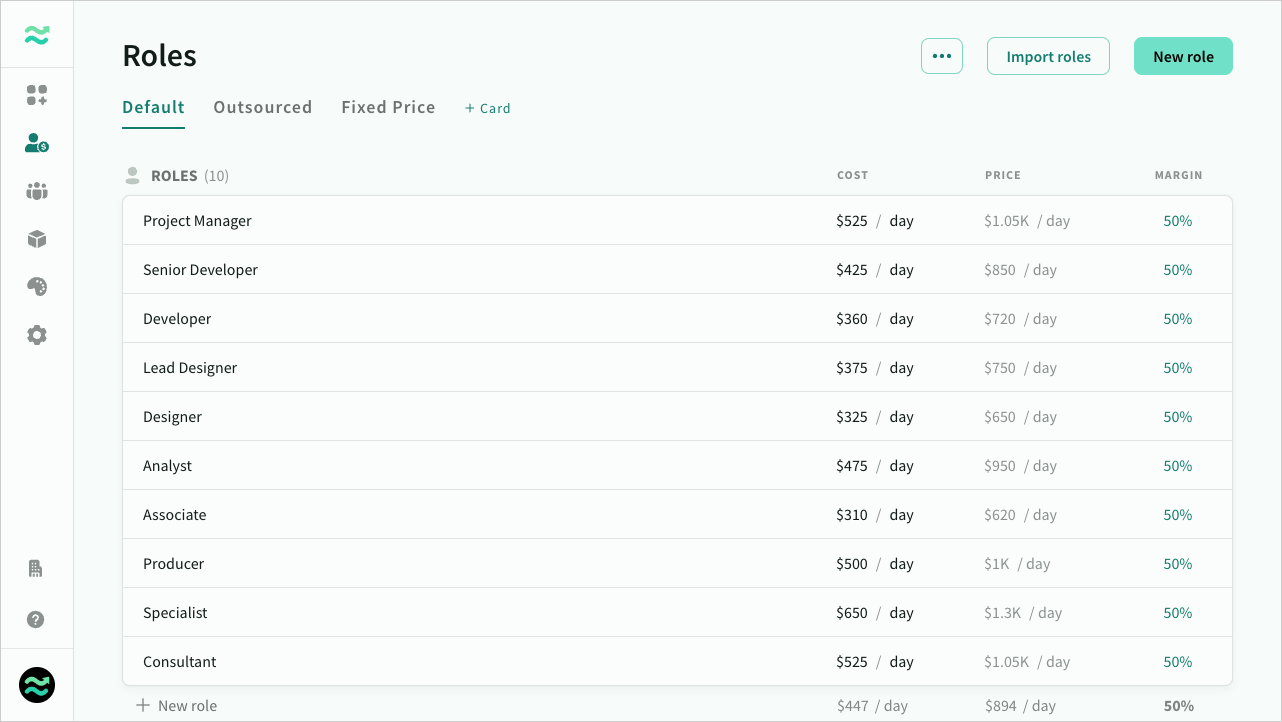 Roles
••• Import roles New role
Default Outsourced Fixed Price + Card
ROLES (10) COST PRICE MARGIN
Project Manager $525 / day $1.05K / day 50%
Senior Developer $425 / day $850 / day 50%
Developer $360 / day $720 / day 50%
Lead Designer $375 / day $750 / day 50%
Designer $325 / day $650 / day 50%
Analyst $475 / day $950 / day 50%
Associate $310 / day $620 / day 50%
Producer $500 / day $1K / day 50%
Specialist $650 / day $1.3K / day 50%
Consultant $525 / day $1.05K / day 50%
+ New role $447 / day $894 / day 50%